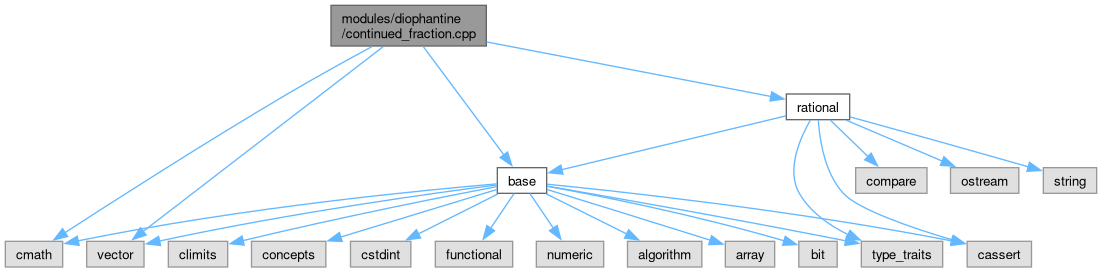 modules/diophantine
/continued_fraction.cpp
rational
compare
ostream
string
base
cmath
vector
climits
concepts
cstdint
functional
numeric
algorithm
array
bit
type_traits
cassert